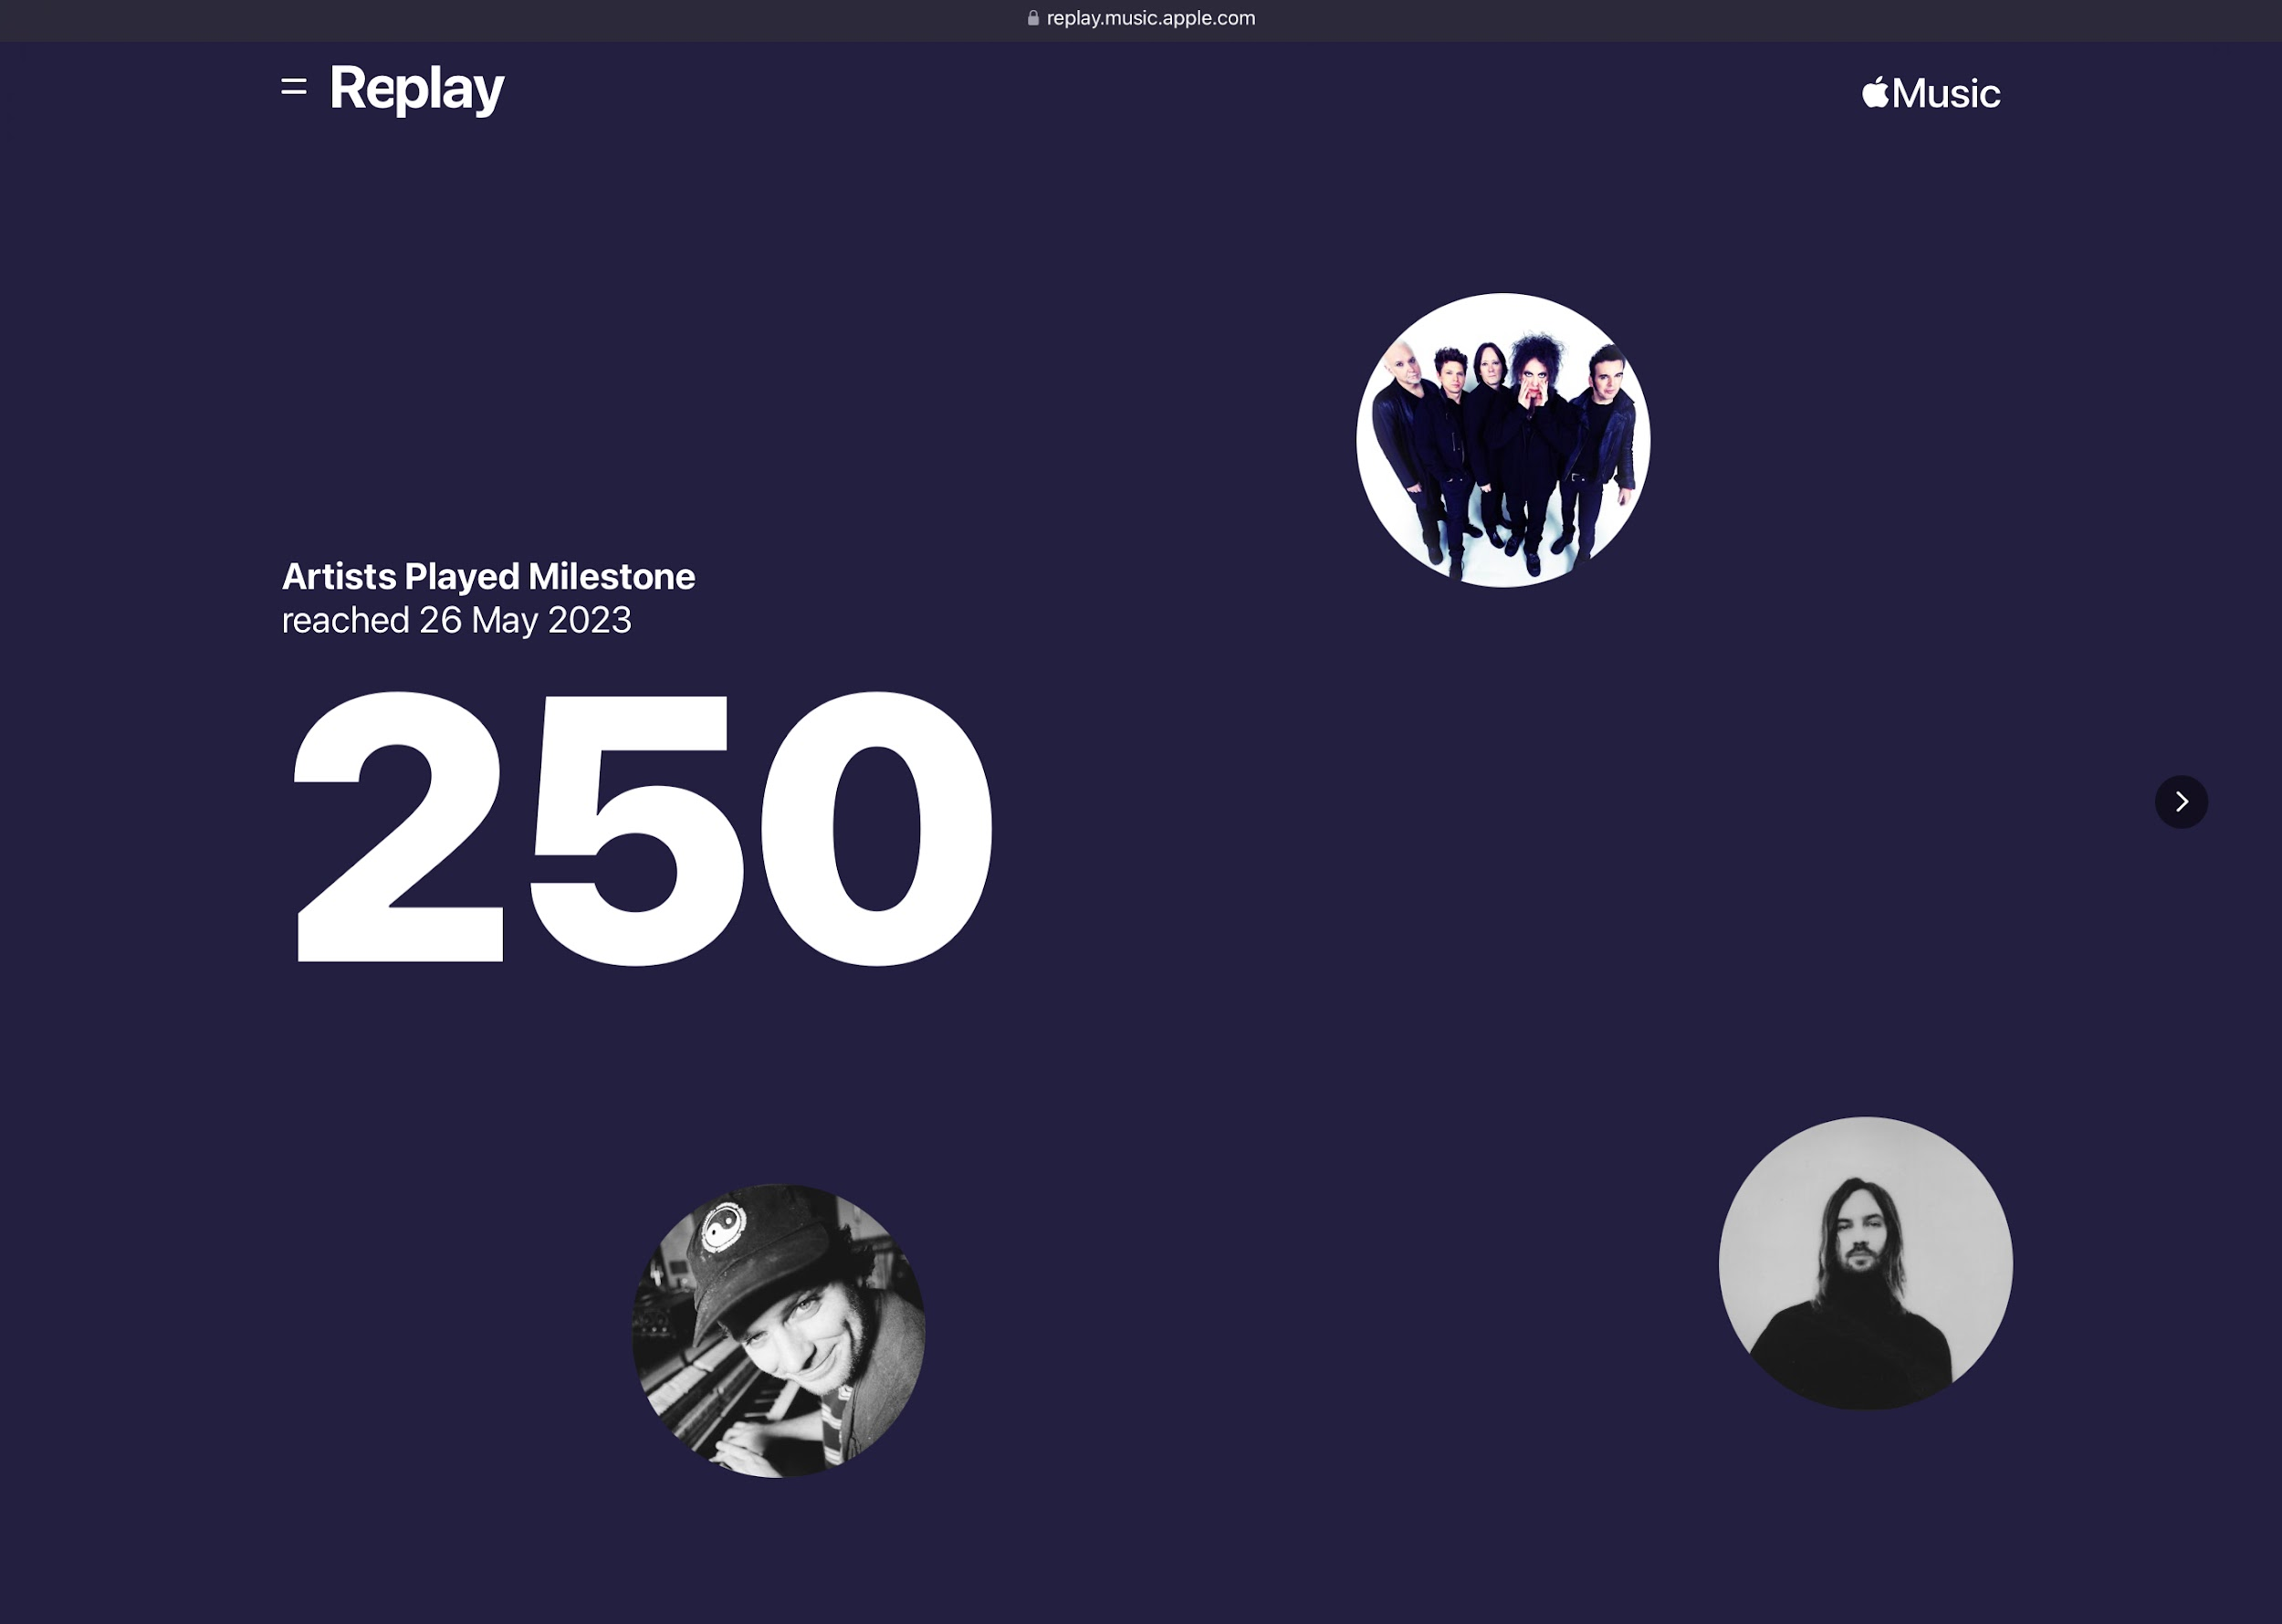 replay.music.apple.com
Replay
Music
Artists Played Milestone
reached 26 May 2023
250